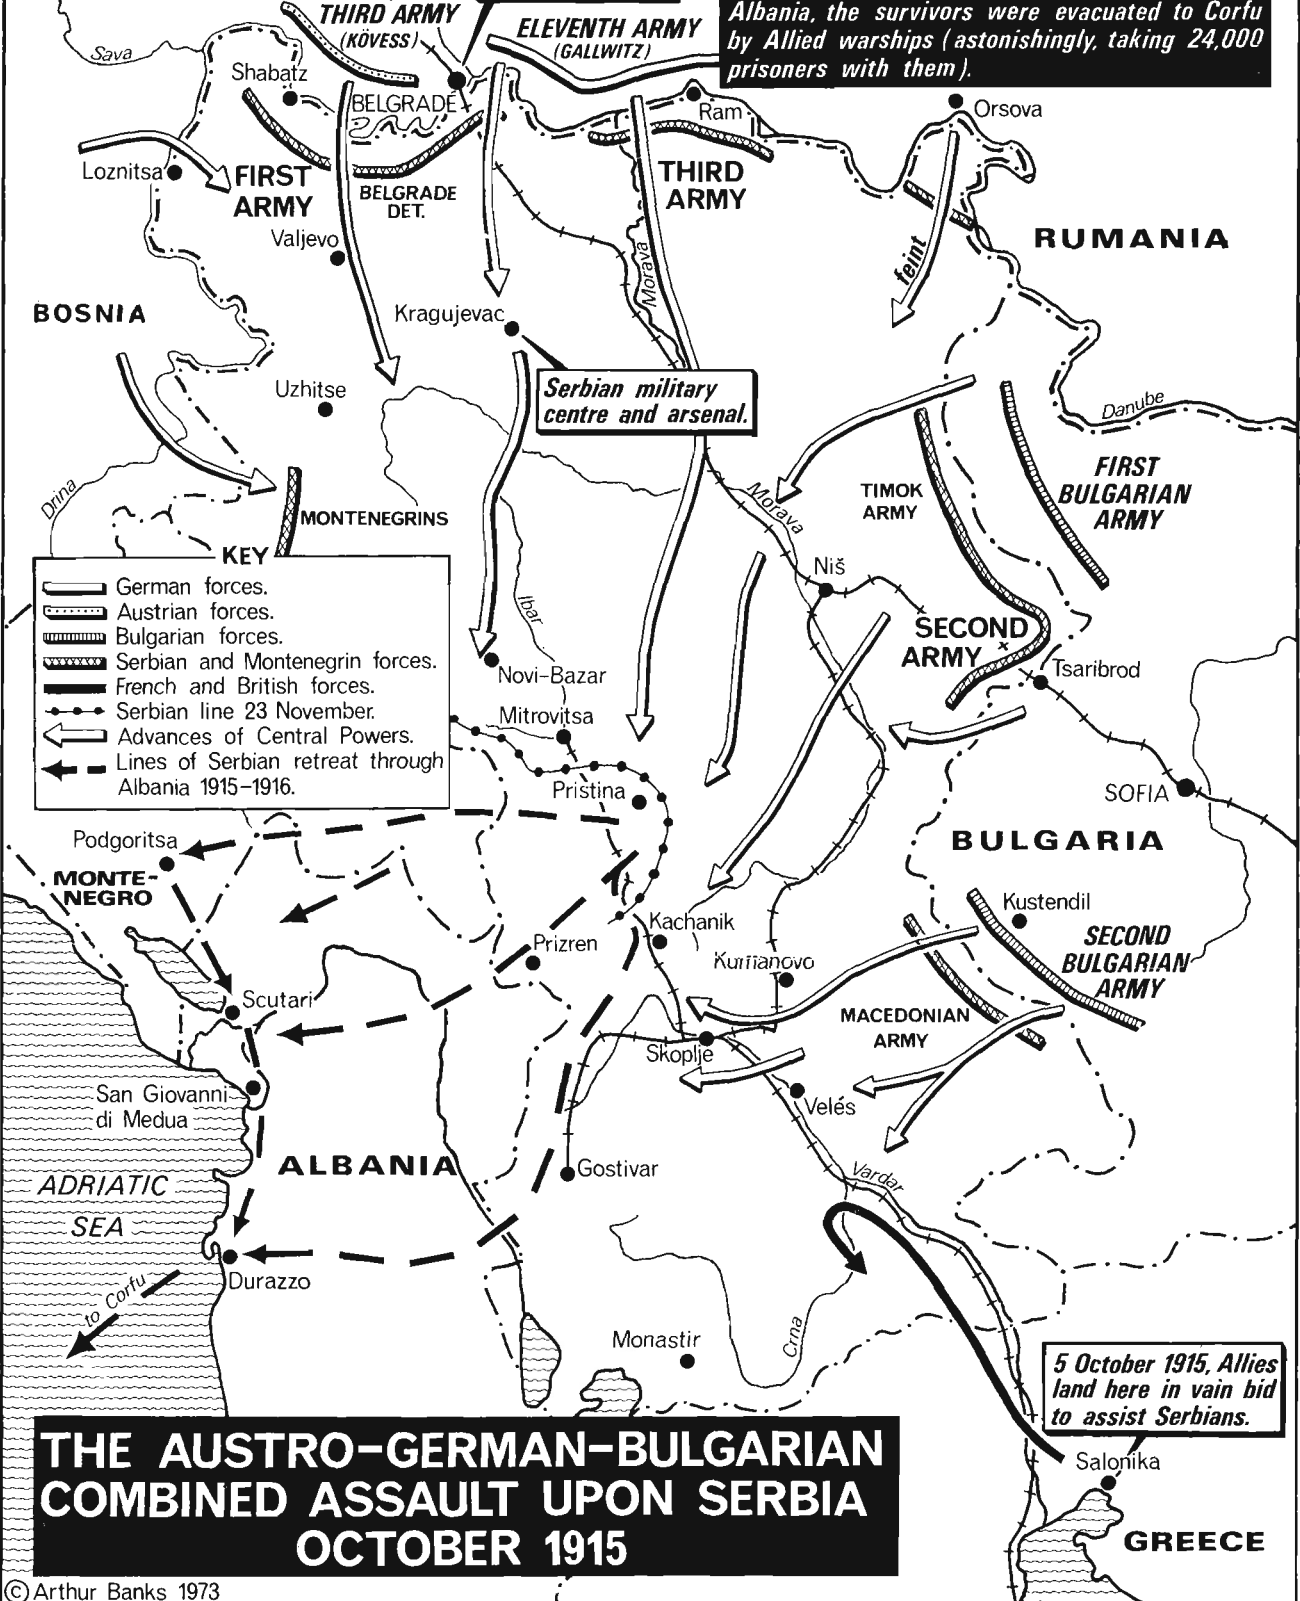 THIRD ARMY
(KÖVESS)
ELEVENTH ARMY
(GALLWITZ)
Albania, the survivors were evacuated to Corfu
by Allied warships (astonishingly, taking 24,000
prisoners with them).
Sava
Shabatz
BELGRADE
Ram
Orsova
Loznitsa
FIRST
ARMY
BELGRADE
DET.
THIRD
ARMY
Valjevo
Morava
feint
RUMANIA
BOSNIA
Kragujevac
Uzhitse
Serbian military
centre and arsenal.
Danube
Drina
MONTENEGRINS
Morava
TIMOK
ARMY
FIRST
BULGARIAN
ARMY
KEY
German forces.
Austrian forces.
Bulgarian forces.
Serbian and Montenegrin forces.
French and British forces.
Serbian line 23 November.
Advances of Central Powers.
Lines of Serbian retreat through
Albania 1915-1916.
Niš
Ibar
SECOND
ARMY
Novi-Bazar
Tsaribrod
Mitrovitsa
Pristina
SOFIA
Podgoritsa
BULGARIA
MONTE-
NEGRO
Kustendil
Kachanik
Prizren
SECOND
BULGARIAN
ARMY
Kumanovo
Scutari
MACEDONIAN
ARMY
Skoplje
San Giovanni
di Medua
Velés
ALBANIA
Gostivar
Vardar
ADRIATIC
SEA
Durazzo
to Corfu
Monastir
Crna
5 October 1915, Allies
land here in vain bid
to assist Serbians.
Salonika
THE AUSTRO-GERMAN-BULGARIAN
COMBINED ASSAULT UPON SERBIA
OCTOBER 1915
GREECE
© Arthur Banks 1973